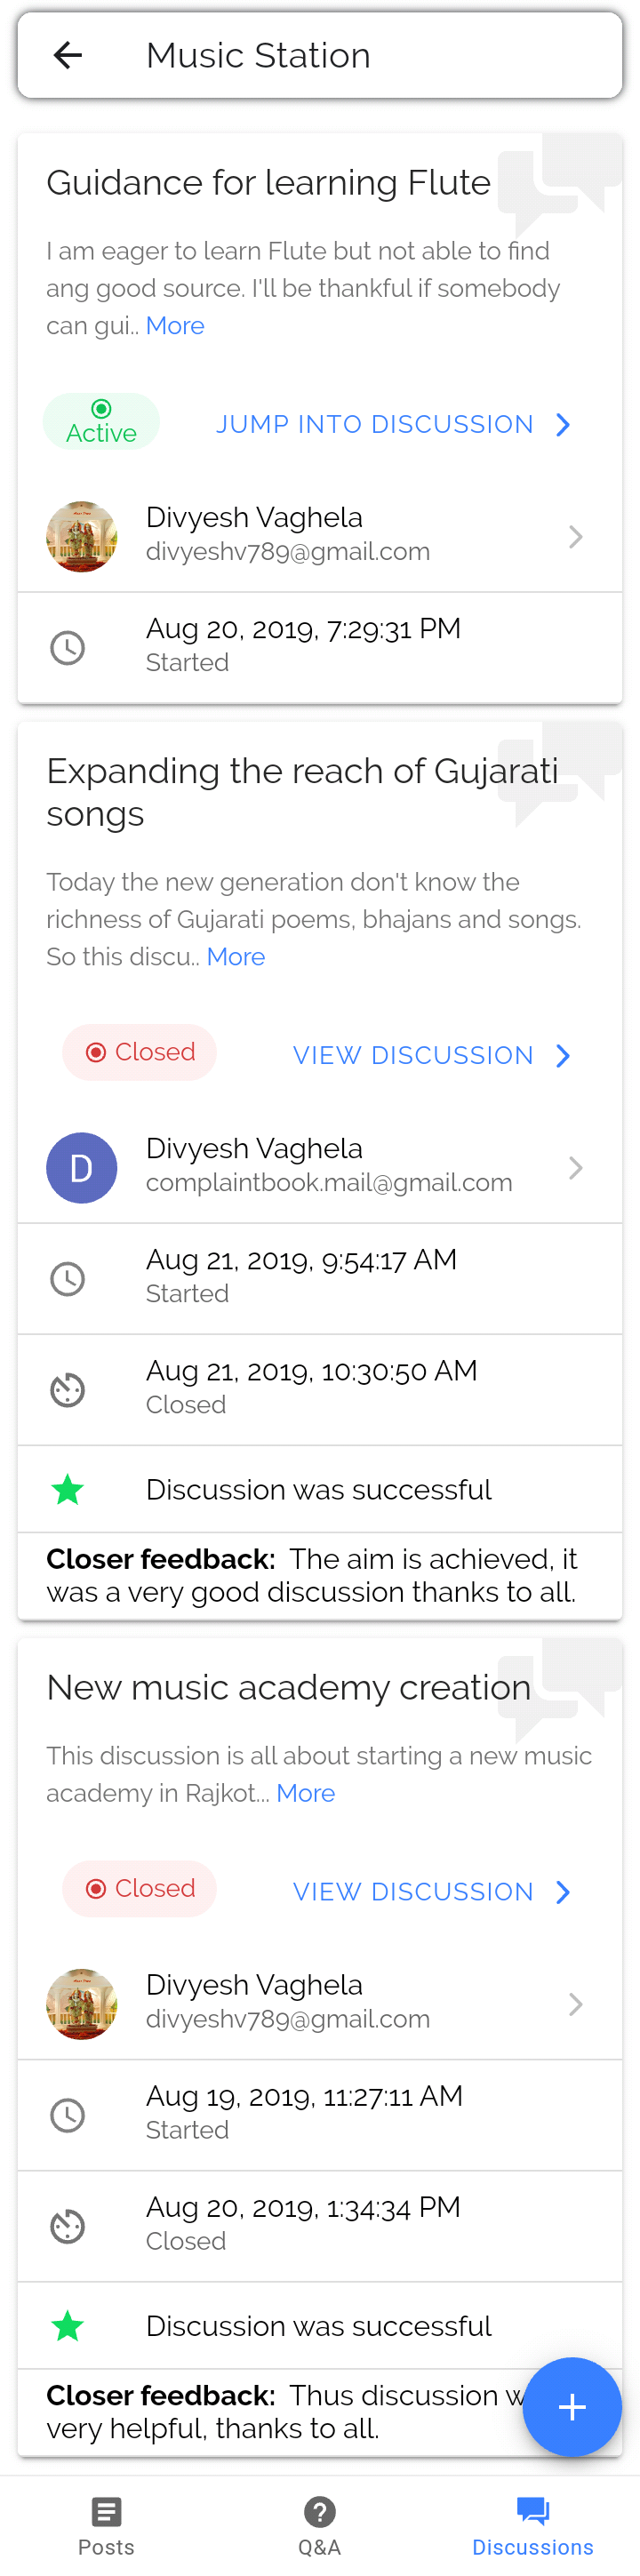 Music Station
Guidance for learning Flute
I am eager to learn Flute but not able to find
ang good source. I'll be thankful if somebody
can gui.. More
Active
JUMP INTO DISCUSSION
Divyesh Vaghela
divyeshv789@gmail.com
Aug 20, 2019, 7:29:31 PM
Started
Expanding the reach of Gujarati
songs
Today the new generation don't know the
richness of Gujarati poems, bhajans and songs.
So this discu.. More
Closed
VIEW DISCUSSION
D
Divyesh Vaghela
complaintbook.mail@gmail.com
Aug 21, 2019, 9:54:17 AM
Started
Aug 21, 2019, 10:30:50 AM
Closed
Discussion was successful
Closer feedback: The aim is achieved, it
was a very good discussion thanks to all.
New music academy creation
This discussion is all about starting a new music
academy in Rajkot... More
Closed
VIEW DISCUSSION
Divyesh Vaghela
divyeshv789@gmail.com
Aug 19, 2019, 11:27:11 AM
Started
Aug 20, 2019, 1:34:34 PM
Closed
Discussion was successful
Closer feedback: Thus discussion
very helpful, thanks to all.
Posts
Q&A
Discussions